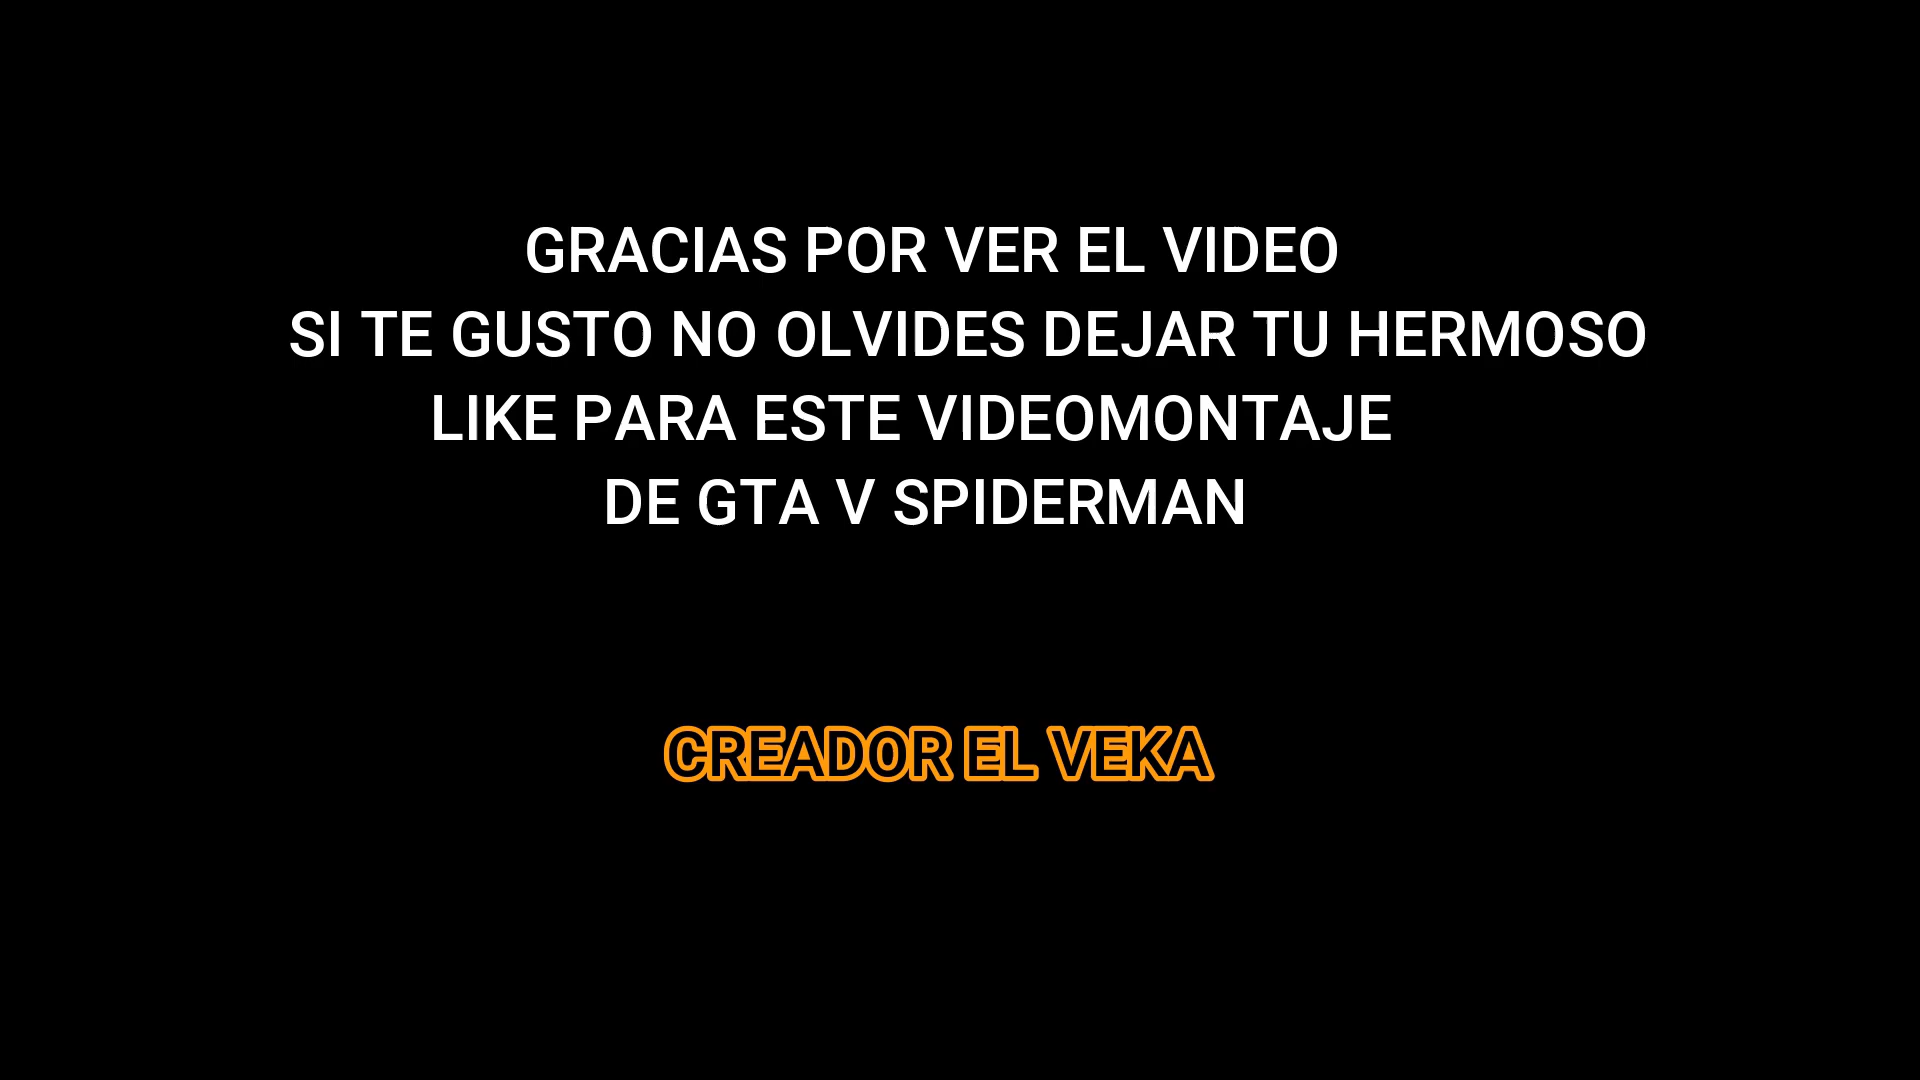 GRACIAS POR VER EL VIDEO
SI TE GUSTO NO OLVIDES DEJAR TU HERMOSO
LIKE PARA ESTE VIDEOMONTAJE
DE GTA V SPIDERMAN
CREADOR EL VEKA